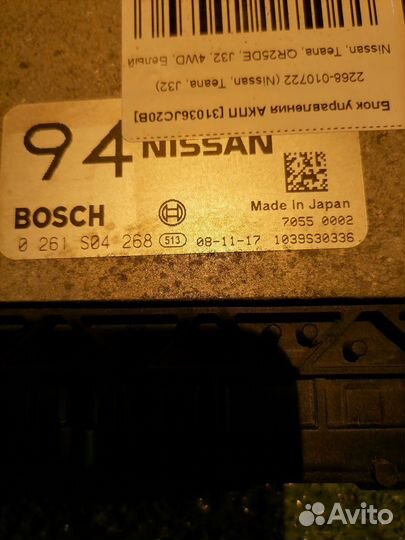 Блок управления АКПП [31036JC20B]
2268-010722 (Nissan, Teana, J32)
Nissan, Teana, QR25DE, J32, 4WD, Белый
94 NISSAN
BOSCH
Made in Japan
7055 0002
0 261 S04 268 513 08-11-17 1039S30336
Avito